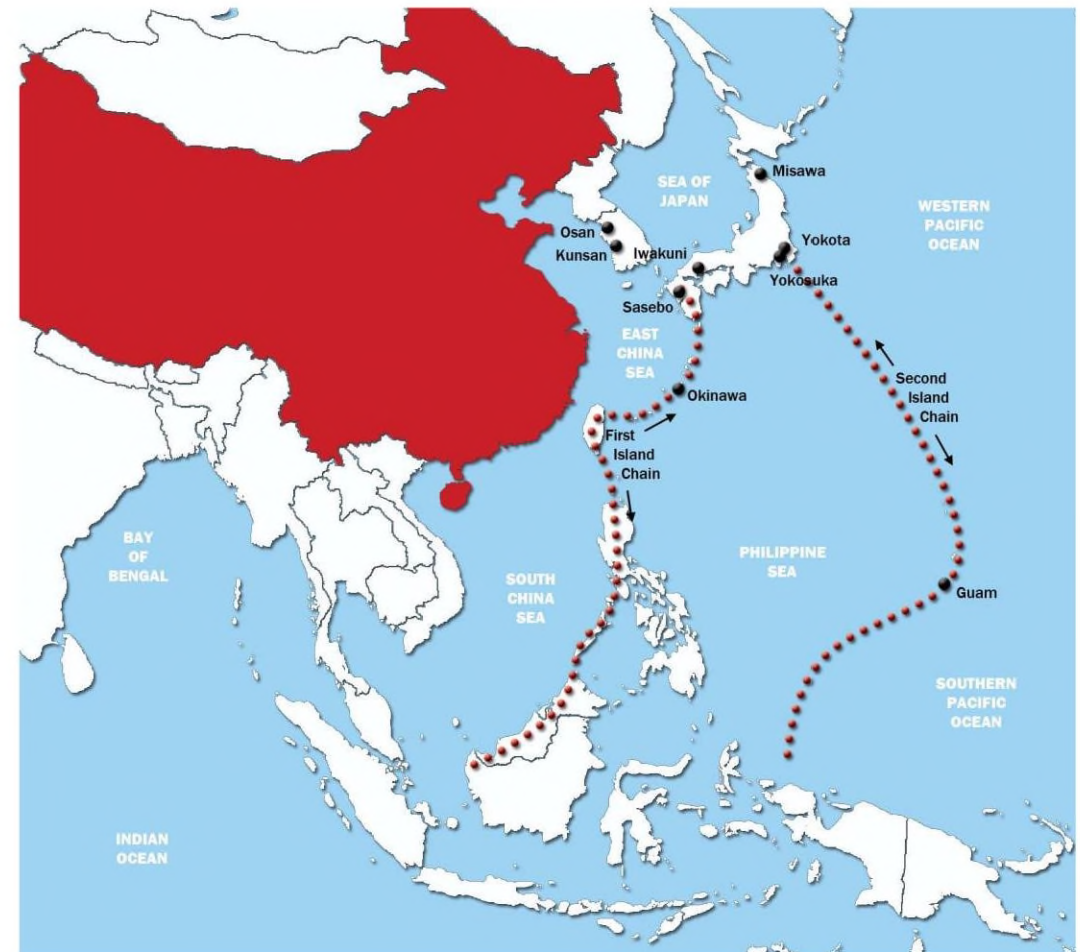 Misawa
SEA OF
JAPAN
WESTERN
PACIFIC
OCEAN
Osan
Kunsan
Iwakuni
Yokota
Yokosuka
Sasebo
EAST
CHINA
SEA
Okinawa
Second
Island
Chain
First
Island
Chain
BAY
OF
BENGAL
PHILIPPINE
SEA
SOUTH
CHINA
SEA
Guam
SOUTHERN
PACIFIC
OCEAN
INDIAN
OCEAN